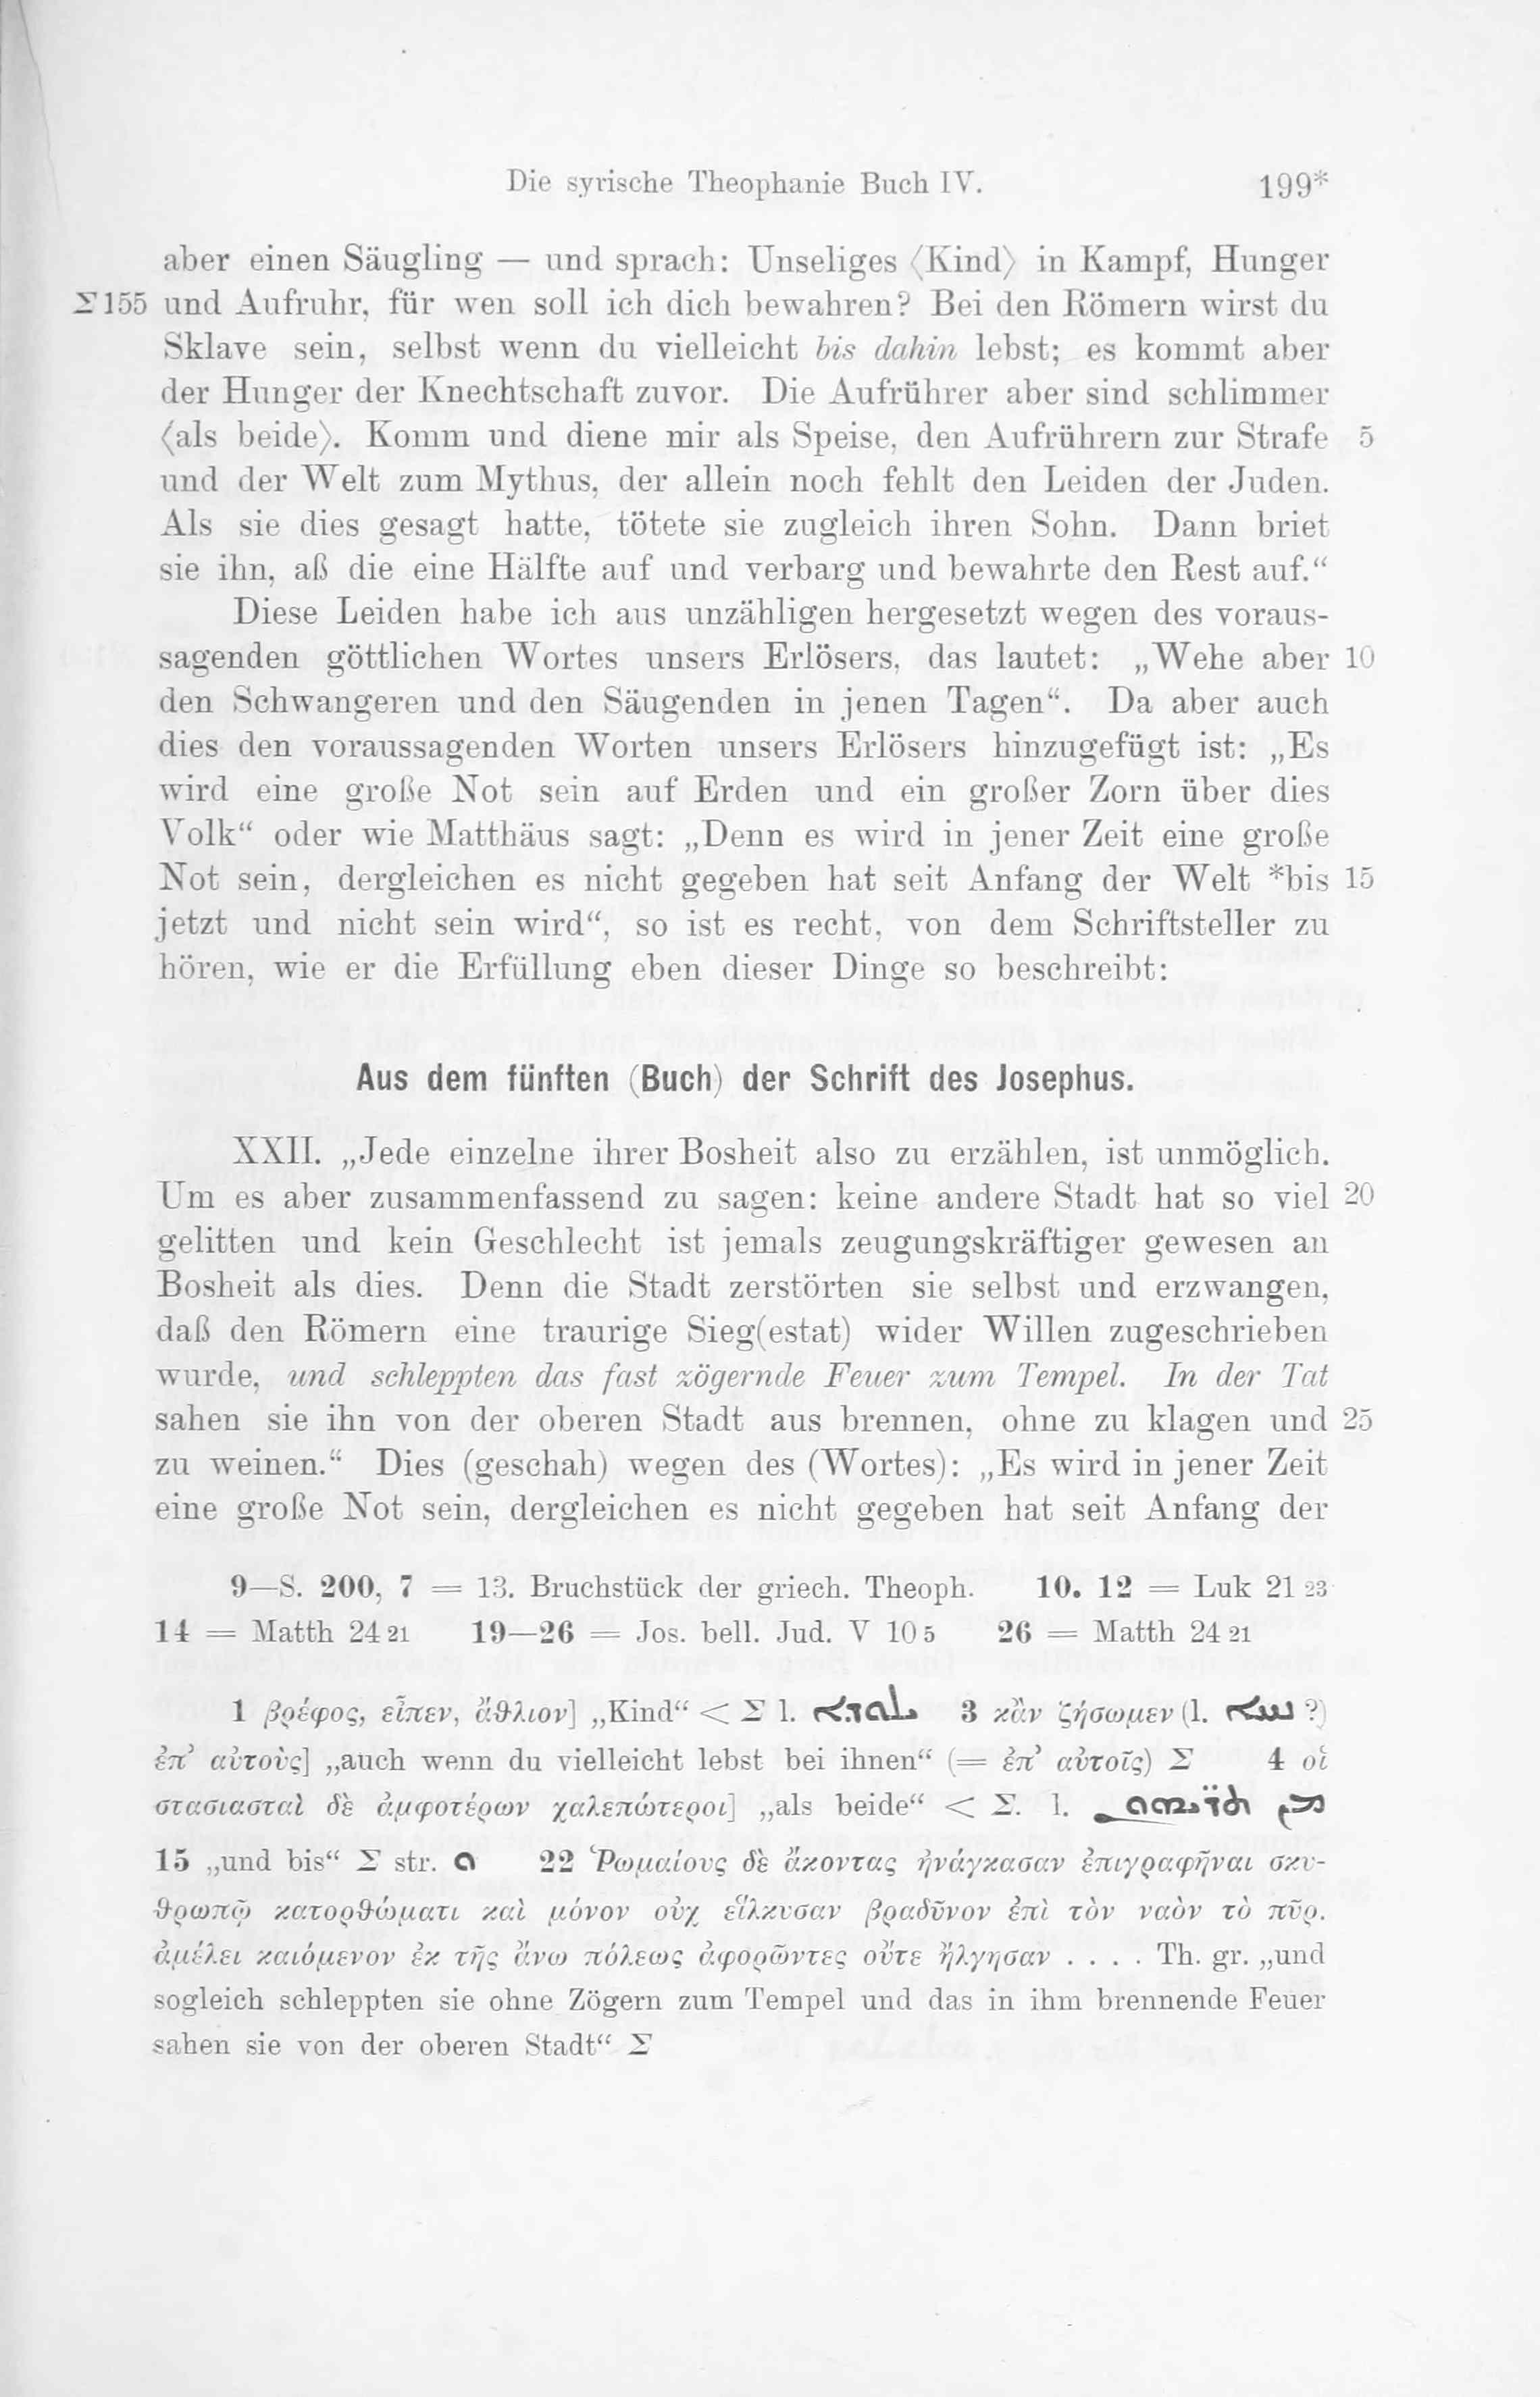 Die syrische Theophanie Buch IV. 199*
aber einen Säugling — und sprach: Unseliges ⟨Kind⟩ in Kampf, Hunger
Σ155 und Aufruhr, für wen soll ich dich bewahren? Bei den Römern wirst du
Sklave sein, selbst wenn du vielleicht bis dahin lebst; es kommt aber
der Hunger der Knechtschaft zuvor. Die Aufrührer aber sind schlimmer
⟨als beide⟩. Komm und diene mir als Speise, den Aufrührern zur Strafe 5
und der Welt zum Mythus, der allein noch fehlt den Leiden der Juden.
Als sie dies gesagt hatte, tötete sie zugleich ihren Sohn. Dann briet
sie ihn, aß die eine Hälfte auf und verbarg und bewahrte den Rest auf.“
Diese Leiden habe ich aus unzähligen hergesetzt wegen des voraus-
sagenden göttlichen Wortes unsers Erlösers, das lautet: „Wehe aber 10
den Schwangeren und den Säugenden in jenen Tagen“. Da aber auch
dies den voraussagenden Worten unsers Erlösers hinzugefügt ist: „Es
wird eine große Not sein auf Erden und ein großer Zorn über dies
Volk“ oder wie Matthäus sagt: „Denn es wird in jener Zeit eine große
Not sein, dergleichen es nicht gegeben hat seit Anfang der Welt *bis 15
jetzt und nicht sein wird“, so ist es recht, von dem Schriftsteller zu
hören, wie er die Erfüllung eben dieser Dinge so beschreibt:
Aus dem fünften (Buch) der Schrift des Josephus.
XXII. „Jede einzelne ihrer Bosheit also zu erzählen, ist unmöglich.
Um es aber zusammenfassend zu sagen: keine andere Stadt hat so viel 20
gelitten und kein Geschlecht ist jemals zeugungskräftiger gewesen an
Bosheit als dies. Denn die Stadt zerstörten sie selbst und erzwangen,
daß den Römern eine traurige Sieg(estat) wider Willen zugeschrieben
wurde, und schleppten das fast zögernde Feuer zum Tempel. In der Tat
sahen sie ihn von der oberen Stadt aus brennen, ohne zu klagen und 25
zu weinen.“ Dies (geschah) wegen des (Wortes): „Es wird in jener Zeit
eine große Not sein, dergleichen es nicht gegeben hat seit Anfang der
9—S. 200, 7 = 13. Bruchstück der griech. Theoph. 10. 12 = Luk 21 23
14 = Matth 24 21 19—26 = Jos. bell. Jud. V 10 5 26 = Matth 24 21
1 βρέφος, εἶπεν, ἄθλιον] „Kind“ < Σ l. ܥܘܠܐ 3 κἂν ζήσωμεν (l. ?)
ἐπ’ αὐτούς] „auch wenn du vielleicht lebst bei ihnen“ (= ἐπ’ αὐτοῖς) Σ 4 οἱ
στασιασταὶ δὲ ἀμφοτέρων χαλεπώτεροι] „als beide“ < Σ. l. ܡܢ ܬܪ̈ܝܗܘܢ
15 „und bis“ Σ str. ܘ 22 Ῥωμαίους δὲ ἄκοντας ἠνάγκασαν ἐπιγραφῆναι σκυ-
θρωπῷ κατορθώματι καὶ μόνον οὐχ εἵλκυσαν βραδῦνον ἐπὶ τὸν ναὸν τὸ πῦρ.
ἀμέλει καιόμενον ἐκ τῆς ἄνω πόλεως ἀφορῶντες οὔτε ἤλγησαν . . . . Th. gr. „und
sogleich schleppten sie ohne Zögern zum Tempel und das in ihm brennende Feuer
sahen sie von der oberen Stadt“ Σ